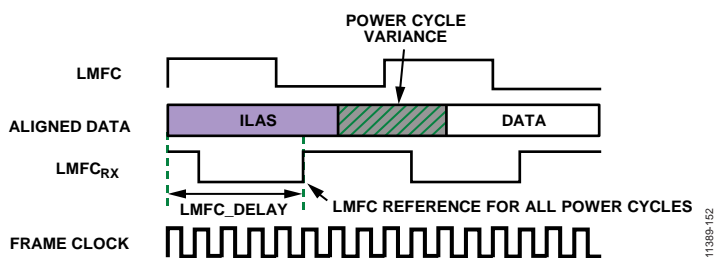 POWER CYCLE
VARIANCE
LMFC
ALIGNED DATA
ILAS
DATA
LMFCRX
LMFC_DELAY
LMFC REFERENCE FOR ALL POWER CYCLES
FRAME CLOCK
11389-152